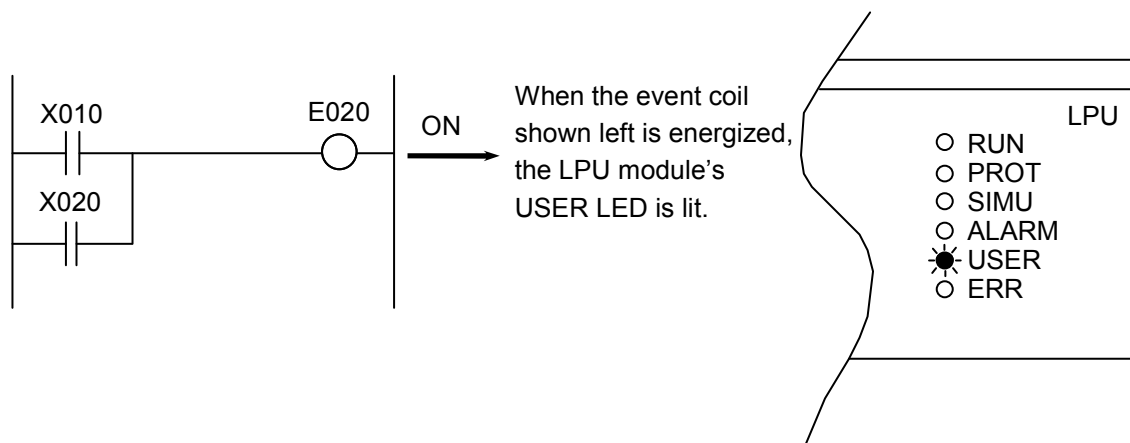 X010
E020
X020
ON
When the event coil
shown left is energized,
the LPU module’s
USER LED is lit.
LPU
RUN
PROT
SIMU
ALARM
USER
ERR